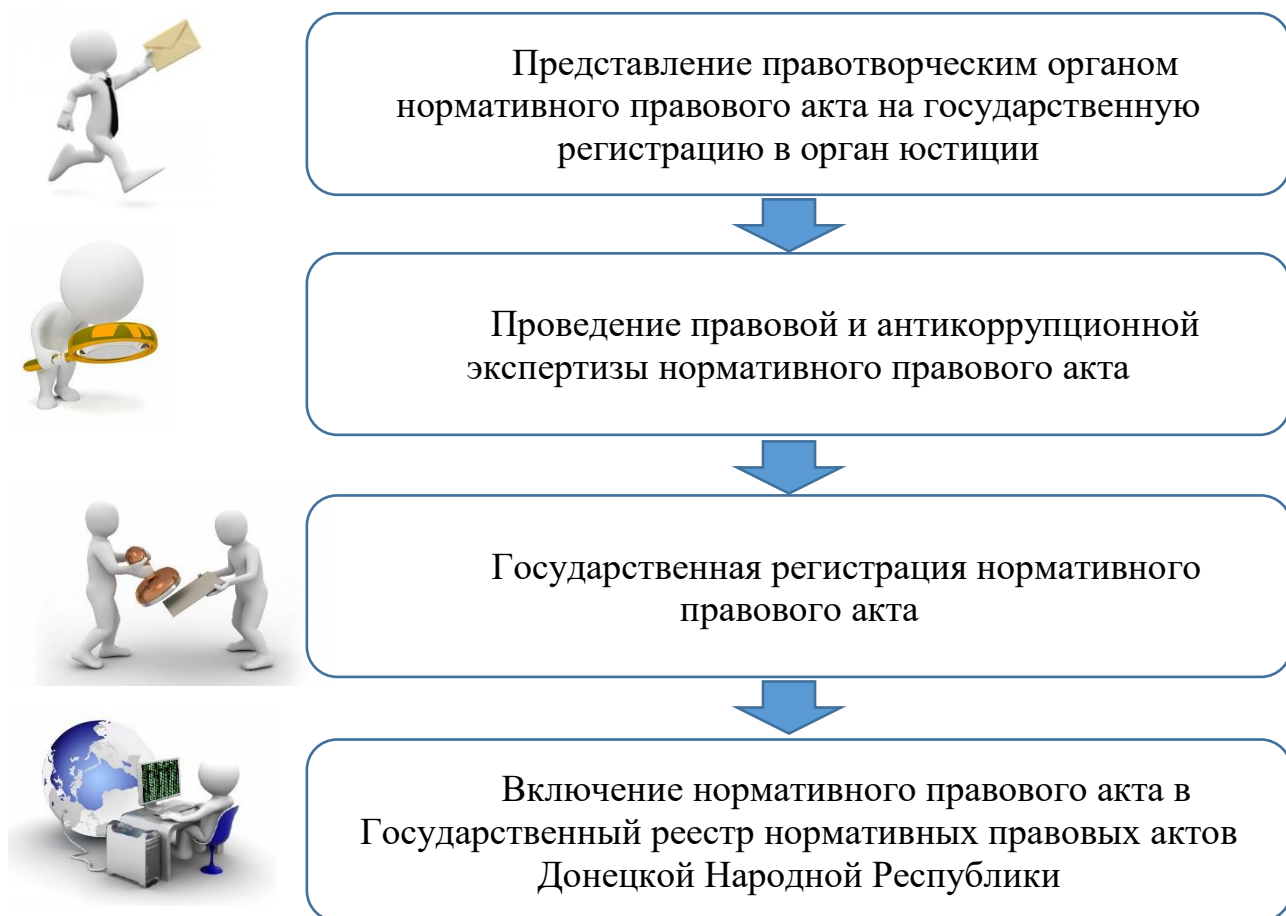 Представление правотворческим органом
нормативного правового акта на государственную
регистрацию в орган юстиции
Проведение правовой и антикоррупционной
экспертизы нормативного правового акта
Государственная регистрация нормативного
правового акта
Включение нормативного правового акта в
Государственный реестр нормативных правовых актов
Донецкой Народной Республики